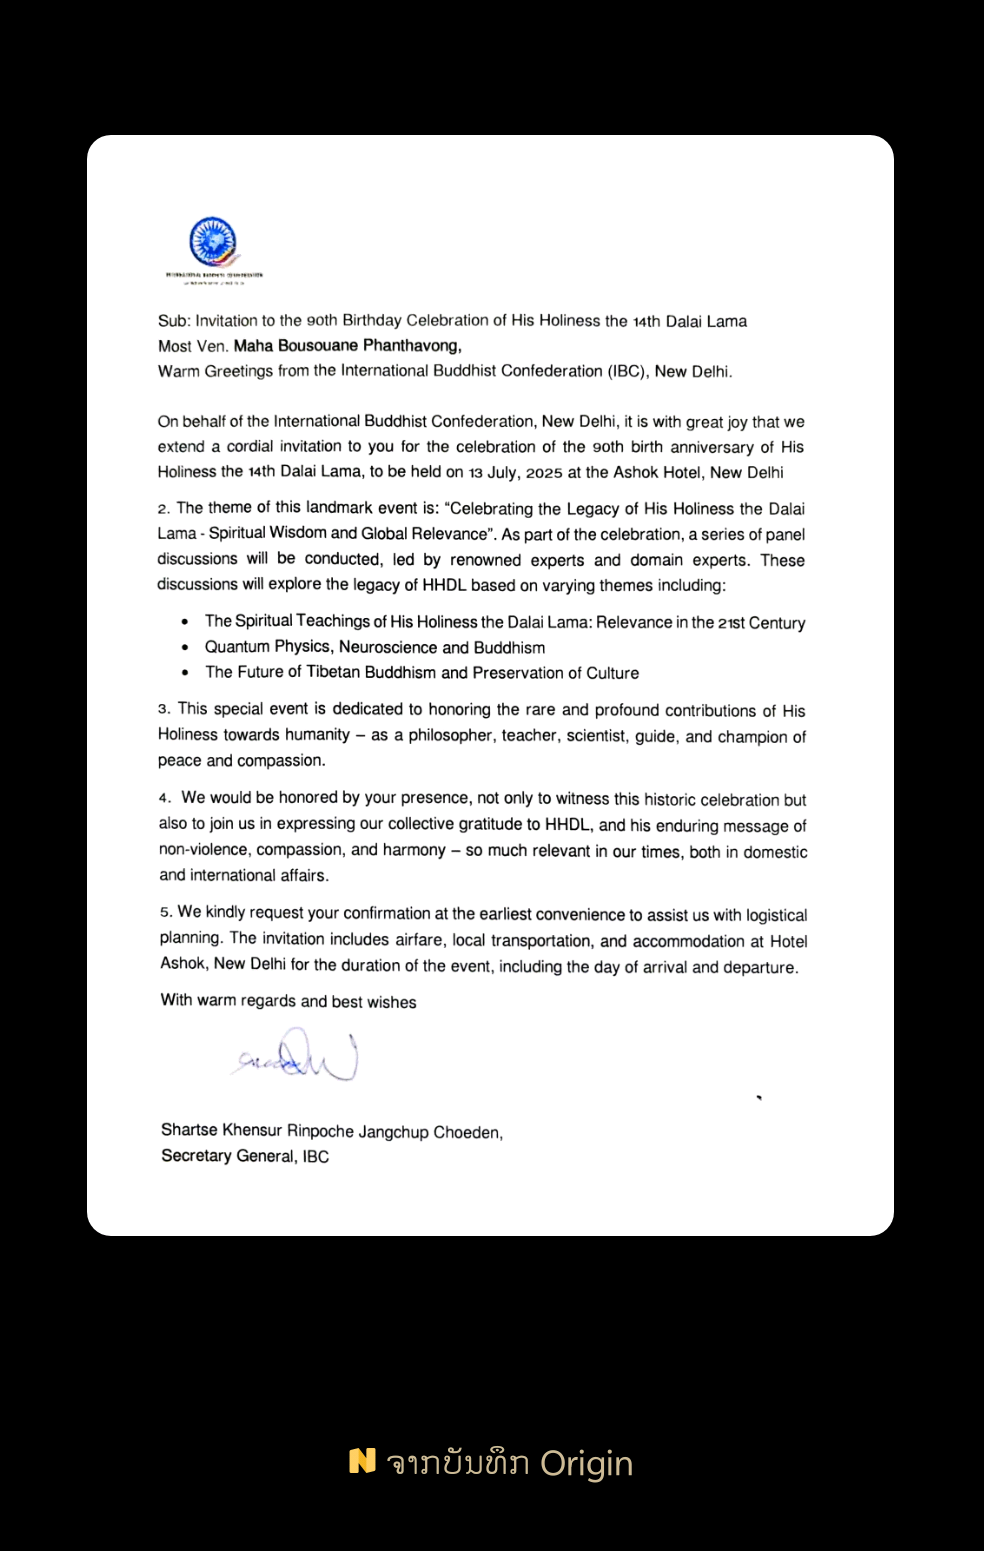 INTERNATIONAL BUDDHIST CONFEDERATION
Sub: Invitation to the 90th Birthday Celebration of His Holiness the 14th Dalai Lama
Most Ven. Maha Bousouane Phanthavong,
Warm Greetings from the International Buddhist Confederation (IBC), New Delhi.
On behalf of the International Buddhist Confederation, New Delhi, it is with great joy that we
extend a cordial invitation to you for the celebration of the 90th birth anniversary of His
Holiness the 14th Dalai Lama, to be held on 13 July, 2025 at the Ashok Hotel, New Delhi
2. The theme of this landmark event is: “Celebrating the Legacy of His Holiness the Dalai
Lama - Spiritual Wisdom and Global Relevance”. As part of the celebration, a series of panel
discussions will be conducted, led by renowned experts and domain experts. These
discussions will explore the legacy of HHDL based on varying themes including:
• The Spiritual Teachings of His Holiness the Dalai Lama: Relevance in the 21st Century
• Quantum Physics, Neuroscience and Buddhism
• The Future of Tibetan Buddhism and Preservation of Culture
3. This special event is dedicated to honoring the rare and profound contributions of His
Holiness towards humanity – as a philosopher, teacher, scientist, guide, and champion of
peace and compassion.
4. We would be honored by your presence, not only to witness this historic celebration but
also to join us in expressing our collective gratitude to HHDL, and his enduring message of
non-violence, compassion, and harmony – so much relevant in our times, both in domestic
and international affairs.
5. We kindly request your confirmation at the earliest convenience to assist us with logistical
planning. The invitation includes airfare, local transportation, and accommodation at Hotel
Ashok, New Delhi for the duration of the event, including the day of arrival and departure.
With warm regards and best wishes
Shartse Khensur Rinpoche Jangchup Choeden,
Secretary General, IBC
ຈາກບັນທຶກ Origin